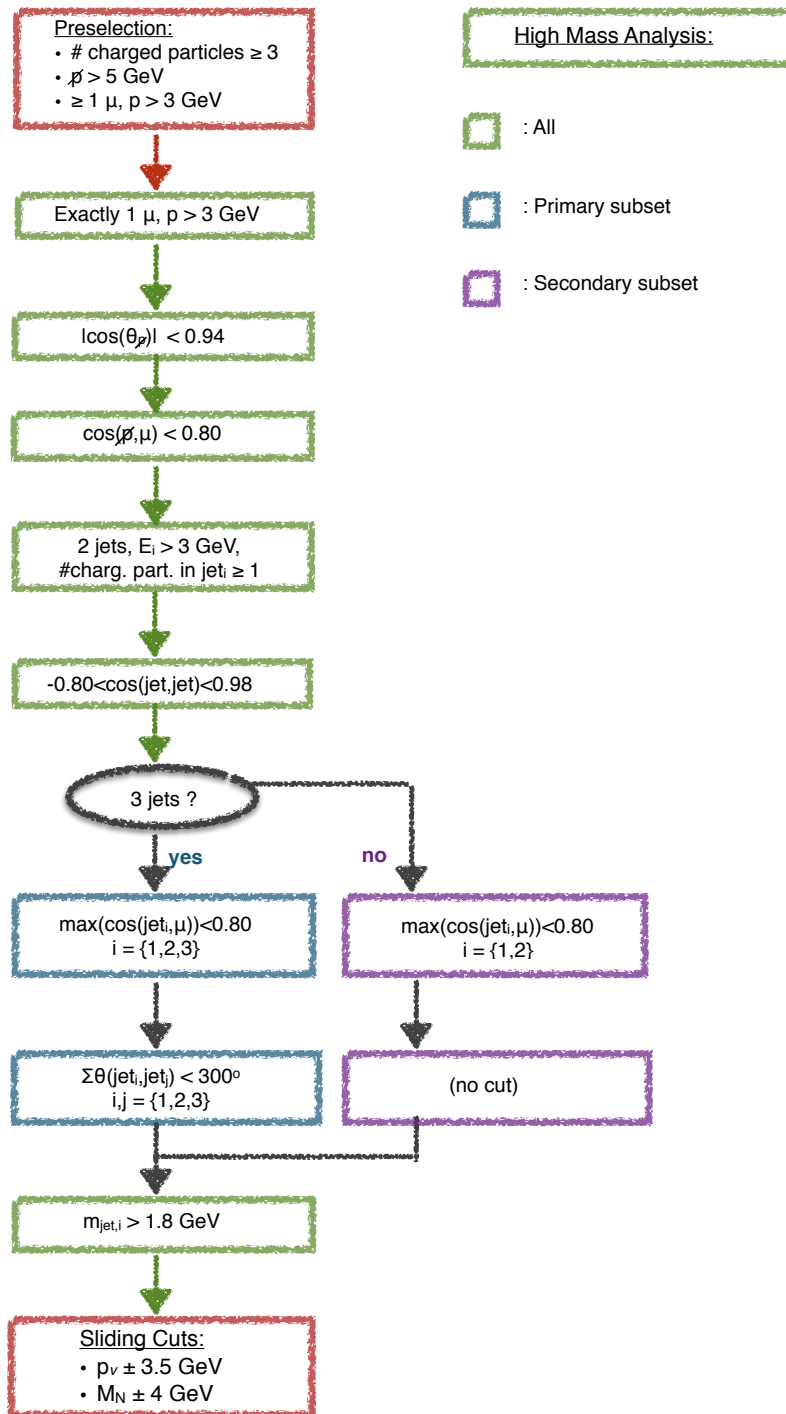 Preselection:
• # charged particles ≥ 3
• p̸ > 5 GeV
• ≥ 1 μ, p > 3 GeV
High Mass Analysis:
: All
: Primary subset
: Secondary subset
Exactly 1 μ, p > 3 GeV
|cos(θp̸)| < 0.94
cos(p̸,μ) < 0.80
2 jets, Eᵢ > 3 GeV,
#charg. part. in jetᵢ ≥ 1
-0.80<cos(jet,jet)<0.98
3 jets ?
yes
no
max(cos(jetᵢ,μ))<0.80
i = {1,2,3}
max(cos(jetᵢ,μ))<0.80
i = {1,2}
Σθ(jetᵢ,jetⱼ) < 300º
i,j = {1,2,3}
(no cut)
mjet,i > 1.8 GeV
Sliding Cuts:
• pν ± 3.5 GeV
• MN ± 4 GeV